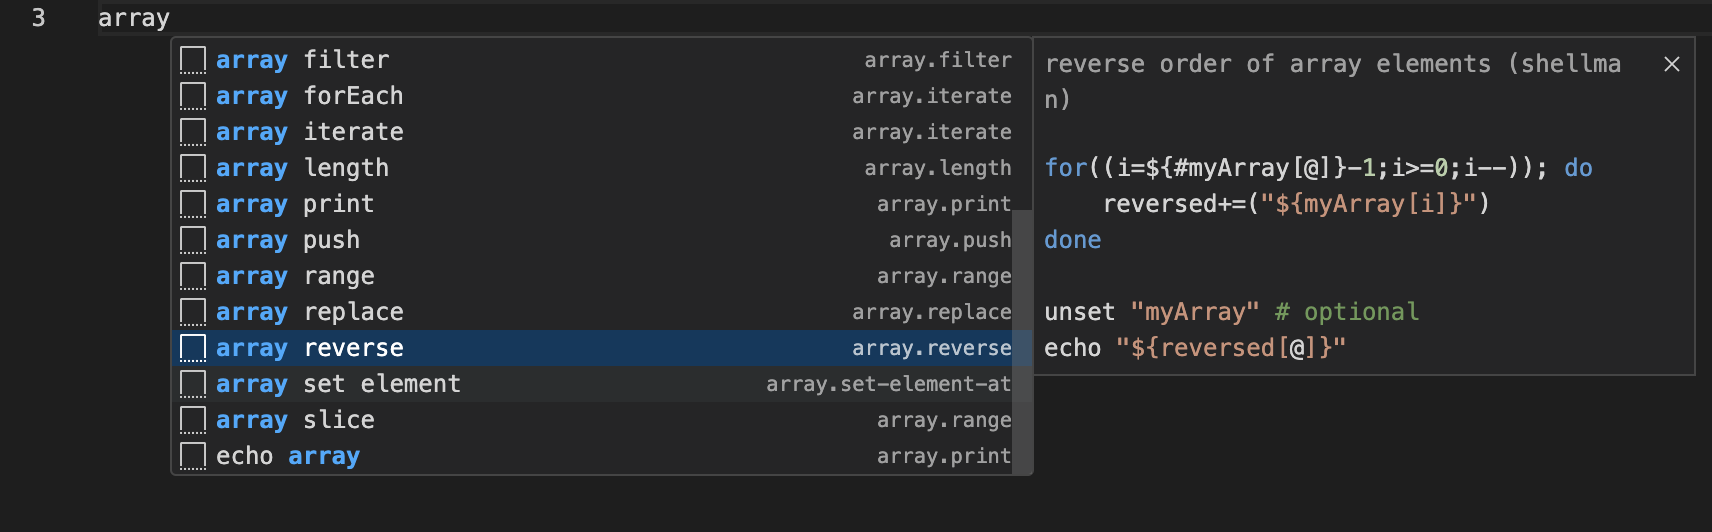 3 array
array filter array.filter
array forEach array.iterate
array iterate array.iterate
array length array.length
array print array.print
array push array.push
array range array.range
array replace array.replace
array reverse array.reverse
array set element array.set-element-at
array slice array.range
echo array array.print
reverse order of array elements (shellma
n)
for((i=${#myArray[@]}-1;i>=0;i--)); do
    reversed+=("${myArray[i]}")
done
unset "myArray" # optional
echo "${reversed[@]}"